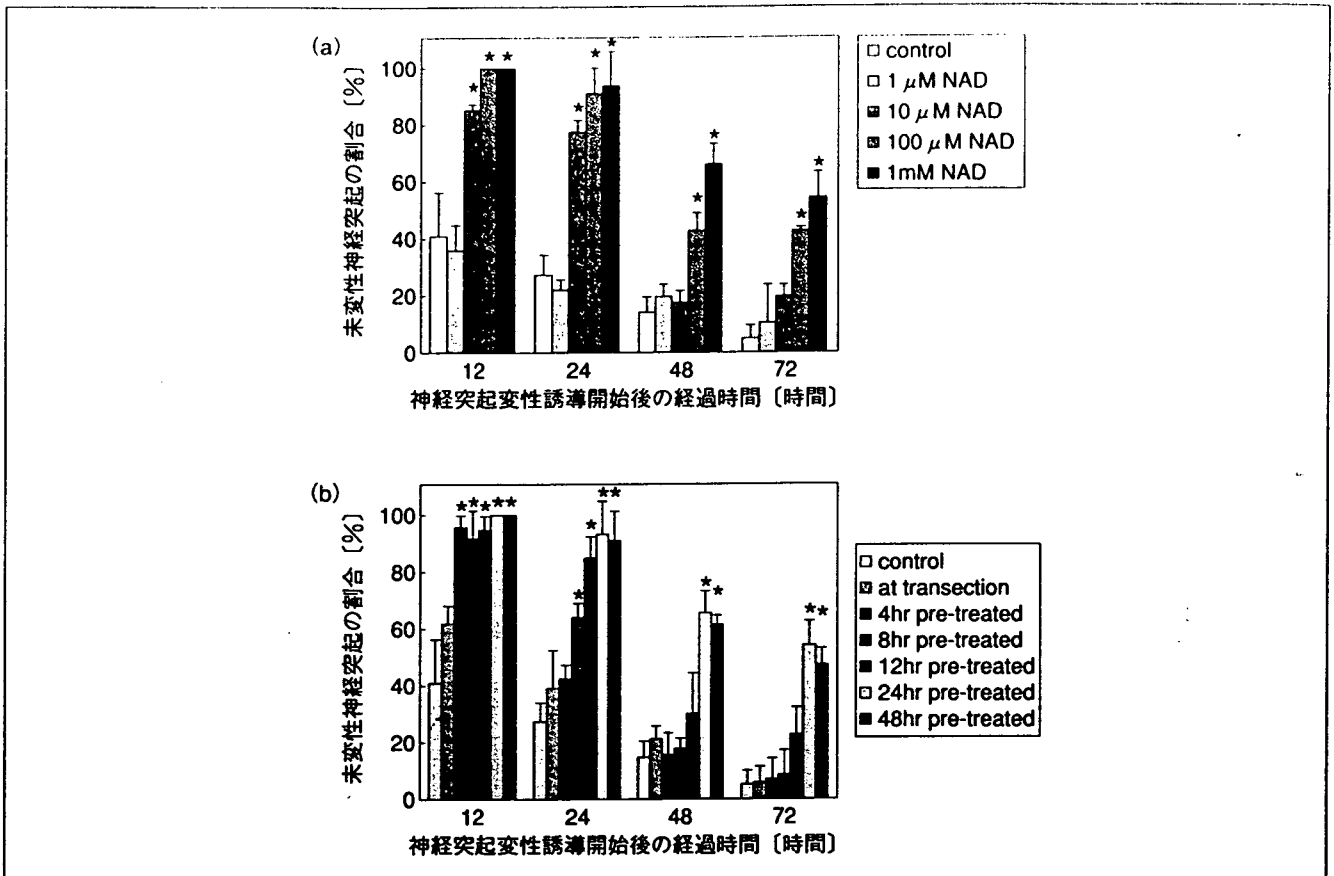 (a)
未変性神経突起の割合〔%〕
100
80
60
40
20
0
* * *
* * *
* *
* *
12 24 48 72
神経突起変性誘導開始後の経過時間〔時間〕
control
1 μM NAD
10 μM NAD
100 μM NAD
1mM NAD
(b)
未変性神経突起の割合〔%〕
100
80
60
40
20
0
* * * * *
* * * *
* *
* *
12 24 48 72
神経突起変性誘導開始後の経過時間〔時間〕
control
at transection
4hr pre-treated
8hr pre-treated
12hr pre-treated
24hr pre-treated
48hr pre-treated